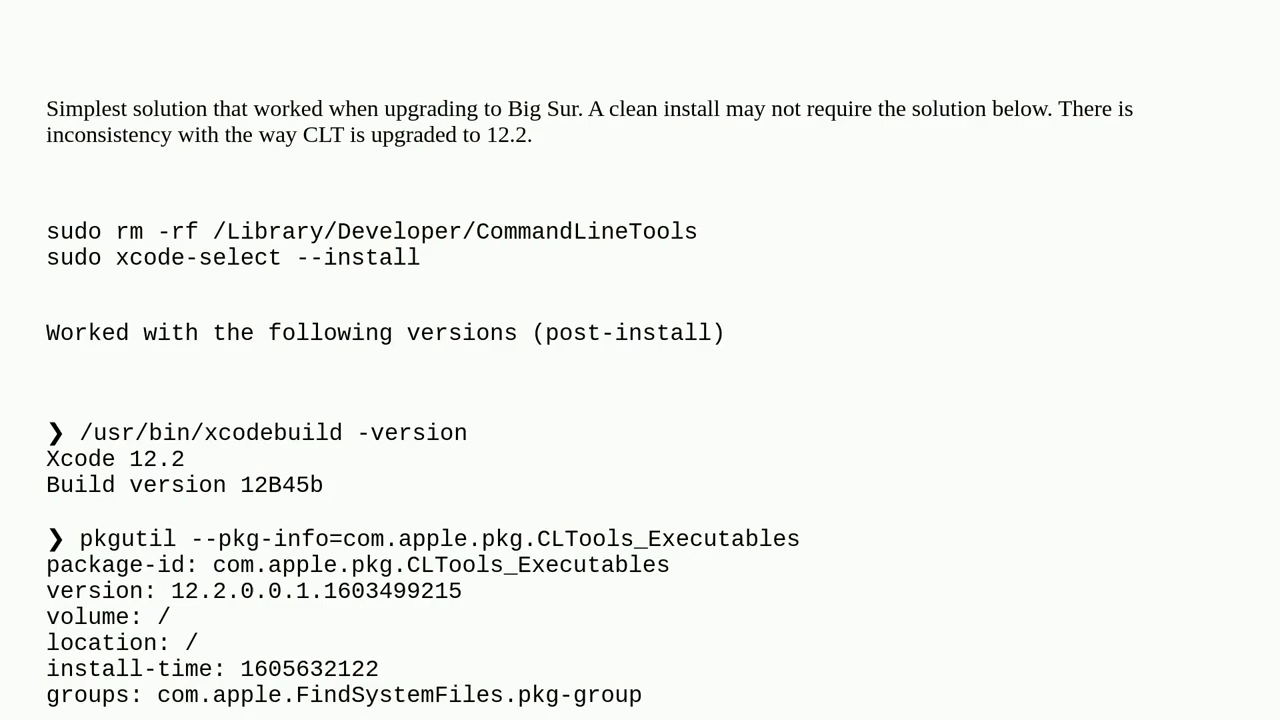 Simplest solution that worked when upgrading to Big Sur. A clean install may not require the solution below. There is
inconsistency with the way CLT is upgraded to 12.2.
sudo rm -rf /Library/Developer/CommandLineTools
sudo xcode-select --install
Worked with the following versions (post-install)
❯ /usr/bin/xcodebuild -version
Xcode 12.2
Build version 12B45b
❯ pkgutil --pkg-info=com.apple.pkg.CLTools_Executables
package-id: com.apple.pkg.CLTools_Executables
version: 12.2.0.0.1.1603499215
volume: /
location: /
install-time: 1605632122
groups: com.apple.FindSystemFiles.pkg-group